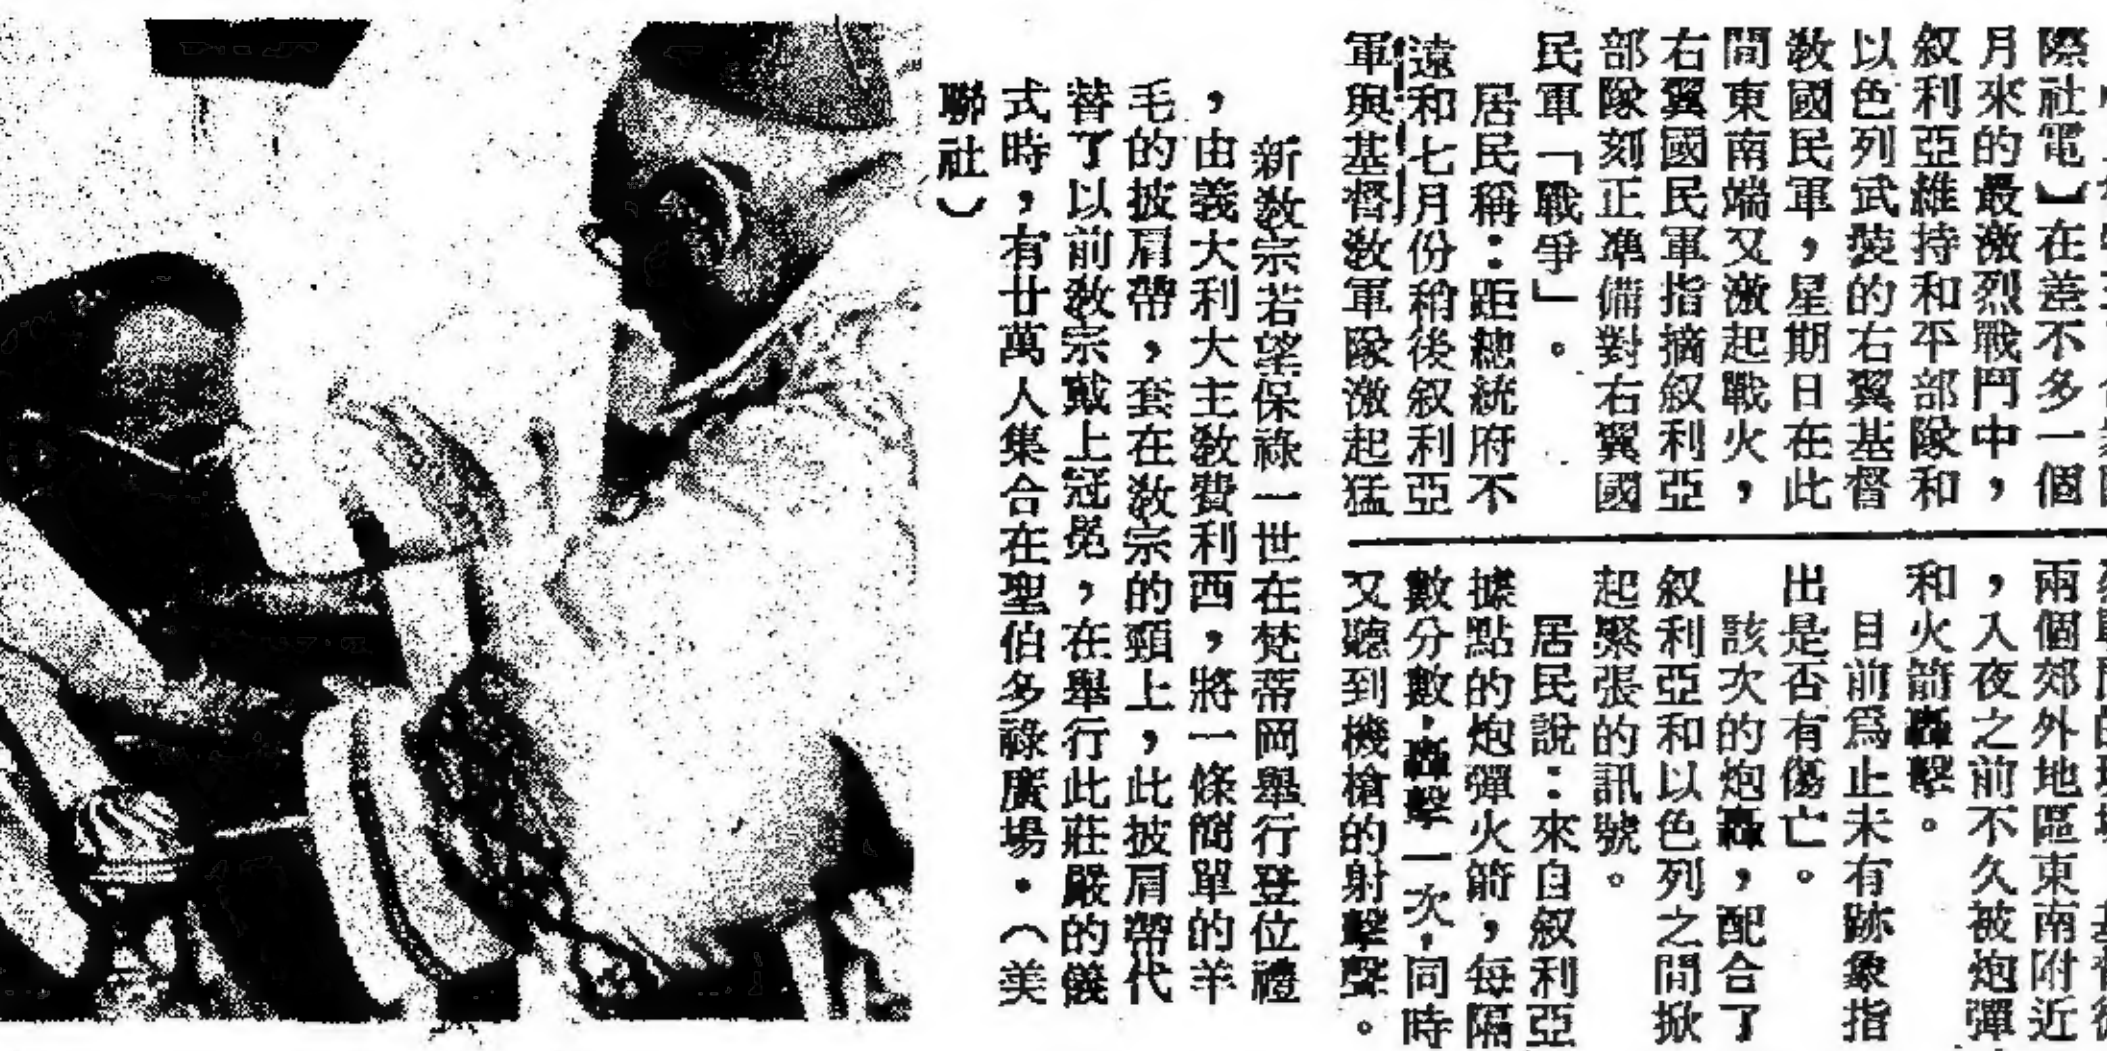 際社電】在差不多一個
月來的最激烈戰鬥中，
叙利亞維持和平部隊和
以色列武裝的右翼基督
敎國民軍，星期日在此
間東南端又激起戰火，
右翼國民軍指摘叙利亞
部隊刻正準備對右翼國
民軍「戰爭」。
居民稱：距總統府不
遠和七月份稍後叙利亞
軍與基督敎軍隊激起猛
兩個郊外地區東南附近
，入夜之前不久被炮彈
和火箭轟擊。
目前爲止未有跡象指
出是否有傷亡。
該次的炮轟，配合了
叙利亞和以色列之間掀
起緊張的訊號。
居民說：來自叙利亞
據點的炮彈火箭，每隔
數分數，轟擊一次，同時
又聽到機槍的射擊聲。
新敎宗若望保祿一世在梵蒂岡舉行登位禮
，由義大利大主敎費利西，將一條簡單的羊
毛的披肩帶，套在敎宗的頸上，此披肩帶代
替了以前敎宗戴上冠冕，在舉行此莊嚴的儀
式時，有廿萬人集合在聖伯多祿廣場．（美
聯社）